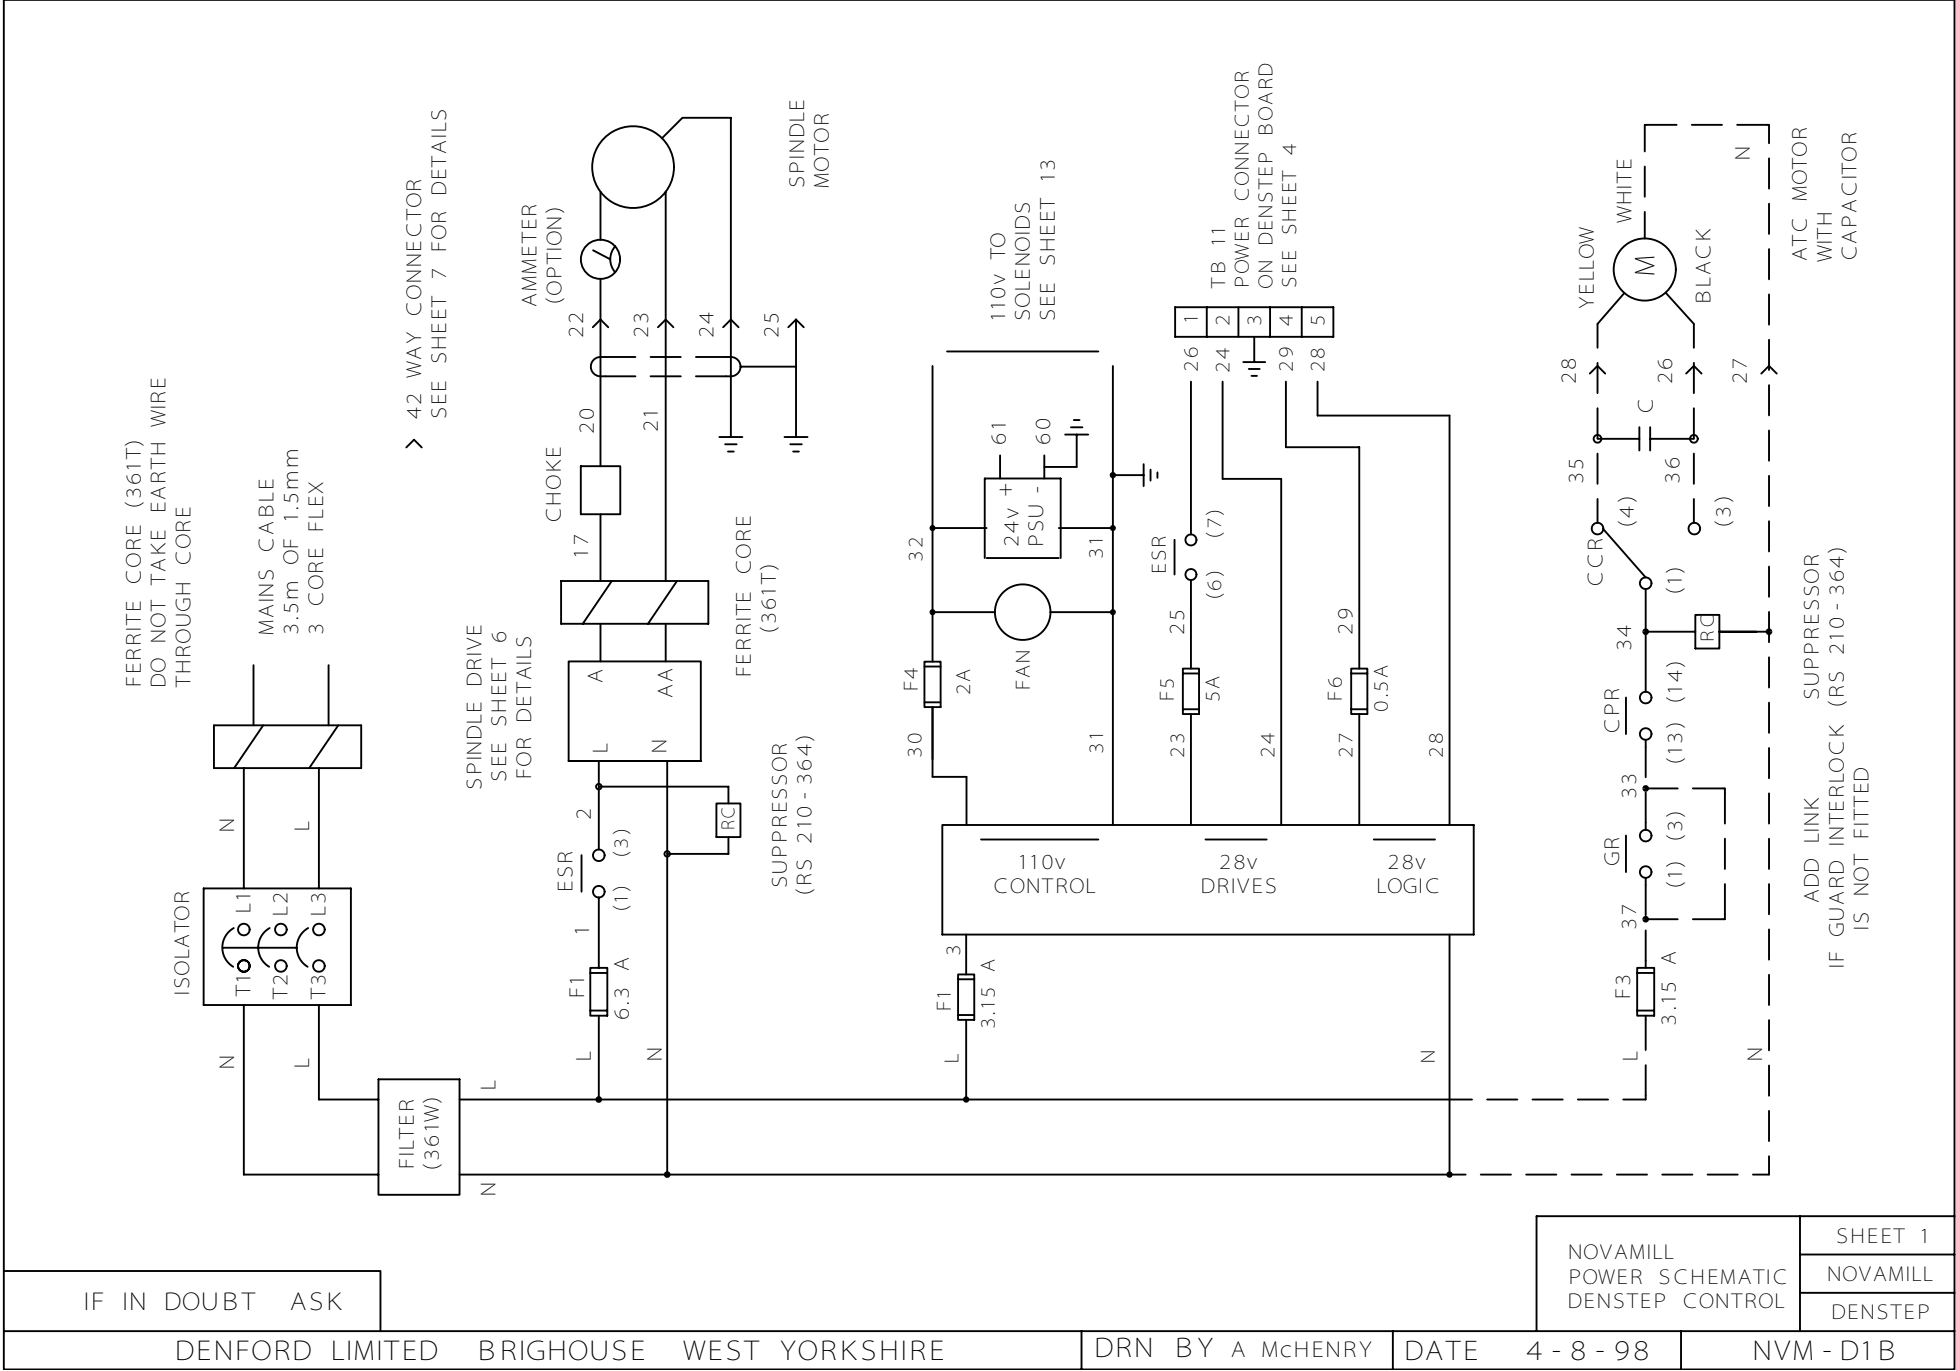 FERRITE CORE (361T)
DO NOT TAKE EARTH WIRE
THROUGH CORE
MAINS CABLE
3.5m OF 1.5mm
3 CORE FLEX
N
L
ISOLATOR
L1
L2
L3
T1
T2
T3
N
L
FILTER
(361W)
L
N
> 42 WAY CONNECTOR
SEE SHEET 7 FOR DETAILS
SPINDLE DRIVE
SEE SHEET 6
FOR DETAILS
A
AA
L
N
FERRITE CORE
(361T)
17
CHOKE
20
21
22
23
24
25
AMMETER
(OPTION)
SPINDLE
MOTOR
2
ESR
(3)
(1)
1
F1
6.3 A
L
N
RC
SUPPRESSOR
(RS 210-364)
110v TO
SOLENOIDS
SEE SHEET 13
32
31
24v
PSU
+
-
61
60
FAN
F4
2A
30
31
TB 11
POWER CONNECTOR
ON DENSTEP BOARD
SEE SHEET 4
1
2
3
4
5
26
24
29
28
ESR
(7)
(6)
25
F5
5A
23
24
29
F6
0.5A
27
28
110v
CONTROL
28v
DRIVES
28v
LOGIC
3
F1
3.15 A
L
N
YELLOW
WHITE
BLACK
M
N
ATC MOTOR
WITH
CAPACITOR
28
26
27
C
35
36
CCR
(4)
(3)
(1)
34
RC
SUPPRESSOR
(RS 210-364)
CPR
(14)
(13)
33
GR
(3)
(1)
37
ADD LINK
IF GUARD INTERLOCK
IS NOT FITTED
F3
3.15 A
L
N
NOVAMILL
POWER SCHEMATIC
DENSTEP CONTROL
SHEET 1
NOVAMILL
DENSTEP
IF IN DOUBT ASK
DENFORD LIMITED BRIGHOUSE WEST YORKSHIRE
DRN BY A McHENRY
DATE 4-8-98
NVM-D1B